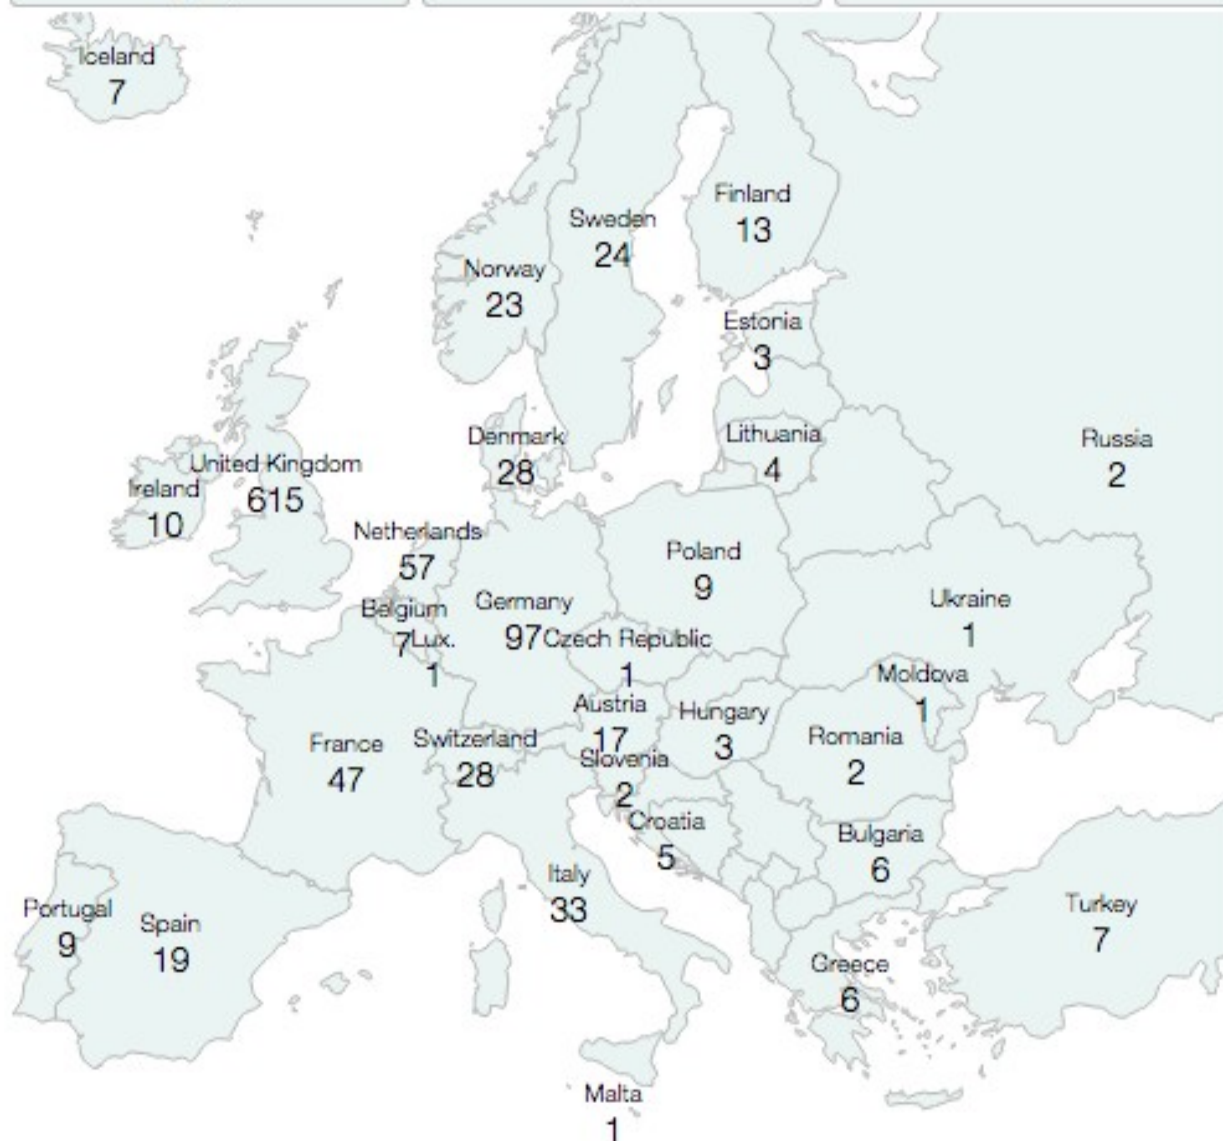 Iceland
7
Finland
13
Sweden
24
Norway
23
Estonia
3
Denmark
28
Lithuania
4
Russia
2
United Kingdom
615
Ireland
10
Netherlands
57
Poland
9
Belgium
7
Germany
97
Ukraine
1
Lux.
1
Czech Republic
1
Moldova
1
Austria
17
Hungary
3
France
47
Switzerland
28
Romania
2
Slovenia
2
Croatia
5
Bulgaria
6
Italy
33
Portugal
9
Spain
19
Turkey
7
Greece
6
Malta
1